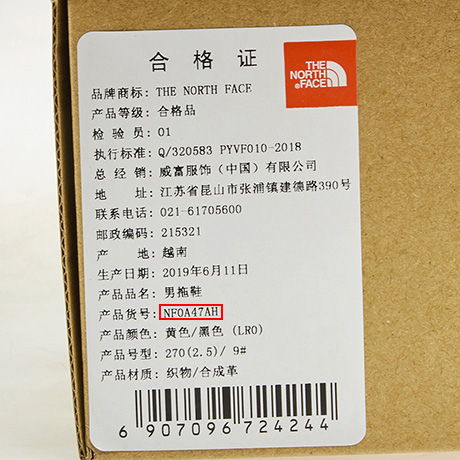 合格证
THE
NORTH
FACE
品牌商标: THE NORTH FACE
产品等级: 合格品
检 验 员: 01
执行标准: Q/320583 PYVF010-2018
总 经 销: 威富服饰(中国)有限公司
地 址: 江苏省昆山市张浦镇建德路390号
联系电话: 021-61705600
邮政编码: 215321
产 地: 越南
生产日期: 2019年6月11日
产品品名: 男拖鞋
产品货号: NF0A47AH
产品颜色: 黄色/黑色 (LR0)
产品号型: 270(2.5)/ 9#
产品材质: 织物/合成革
6 907096 724244